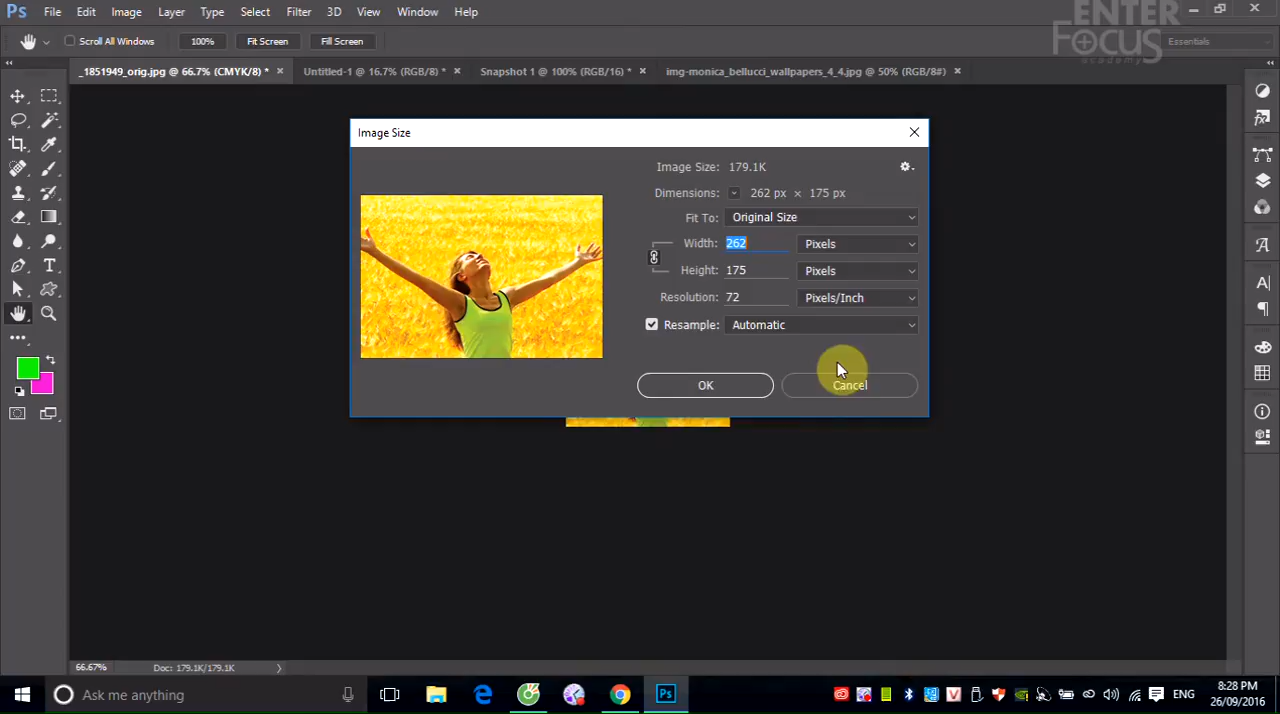 Ps File Edit Image Layer Type Select Filter 3D View Window Help
ENTER
FOCUS
academy
Scroll All Windows 100% Fit Screen Fill Screen Essentials
_1851949_orig.jpg @ 66.7% (CMYK/8) * × Untitled-1 @ 16.7% (RGB/8) * × Snapshot 1 @ 100% (RGB/16) * × img-monica_bellucci_wallpapers_4_4.jpg @ 50% (RGB/8#) ×
Image Size
Image Size: 179.1K
Dimensions: 262 px × 175 px
Fit To: Original Size
Width: 262 Pixels
Height: 175 Pixels
Resolution: 72 Pixels/Inch
Resample: Automatic
OK Cancel
66.67% Doc: 179.1K/179.1K
Ask me anything
Ps
ENG
8:28 PM
26/09/2016